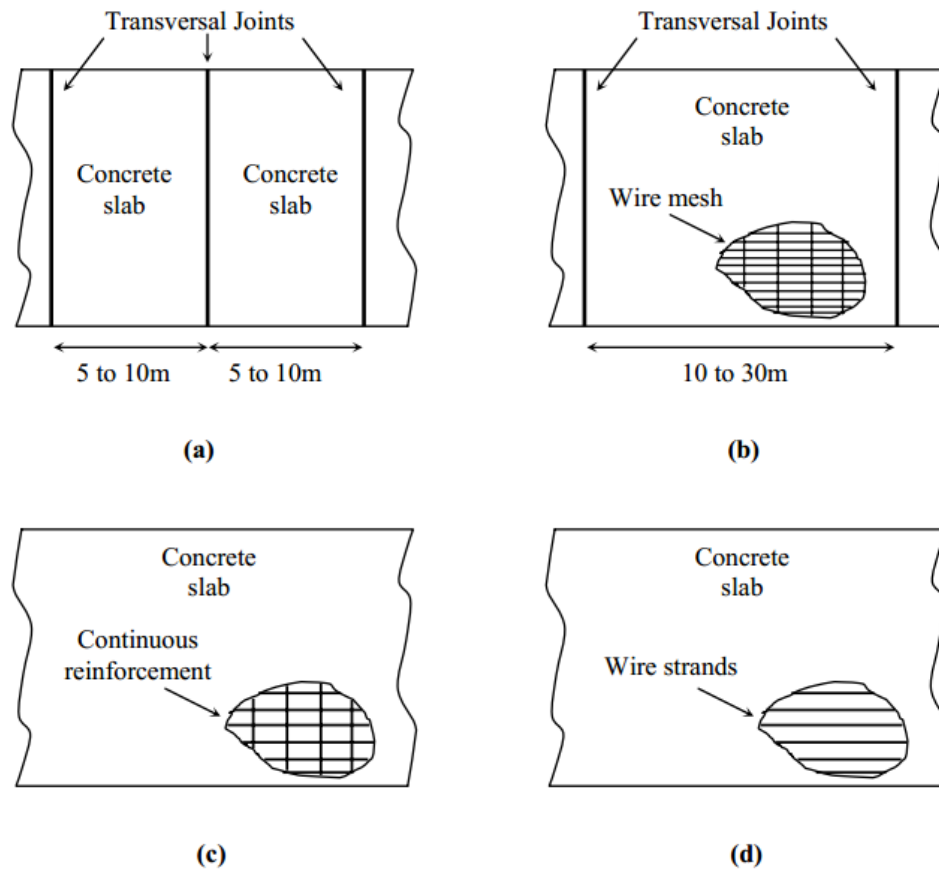 Transversal Joints
Concrete
slab
Concrete
slab
5 to 10m
5 to 10m
(a)
Transversal Joints
Concrete
slab
Wire mesh
10 to 30m
(b)
Concrete
slab
Continuous
reinforcement
(c)
Concrete
slab
Wire strands
(d)